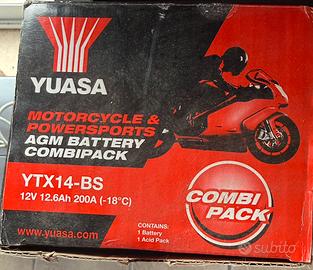 YUASA
MOTORCYCLE &
POWERSPORTS
AGM BATTERY
COMBIPACK
YTX14-BS
12V 12.6Ah 200A (-18°C)
COMBI
PACK
CONTAINS:
1 Battery
1 Acid Pack
www.yuasa.com
subito